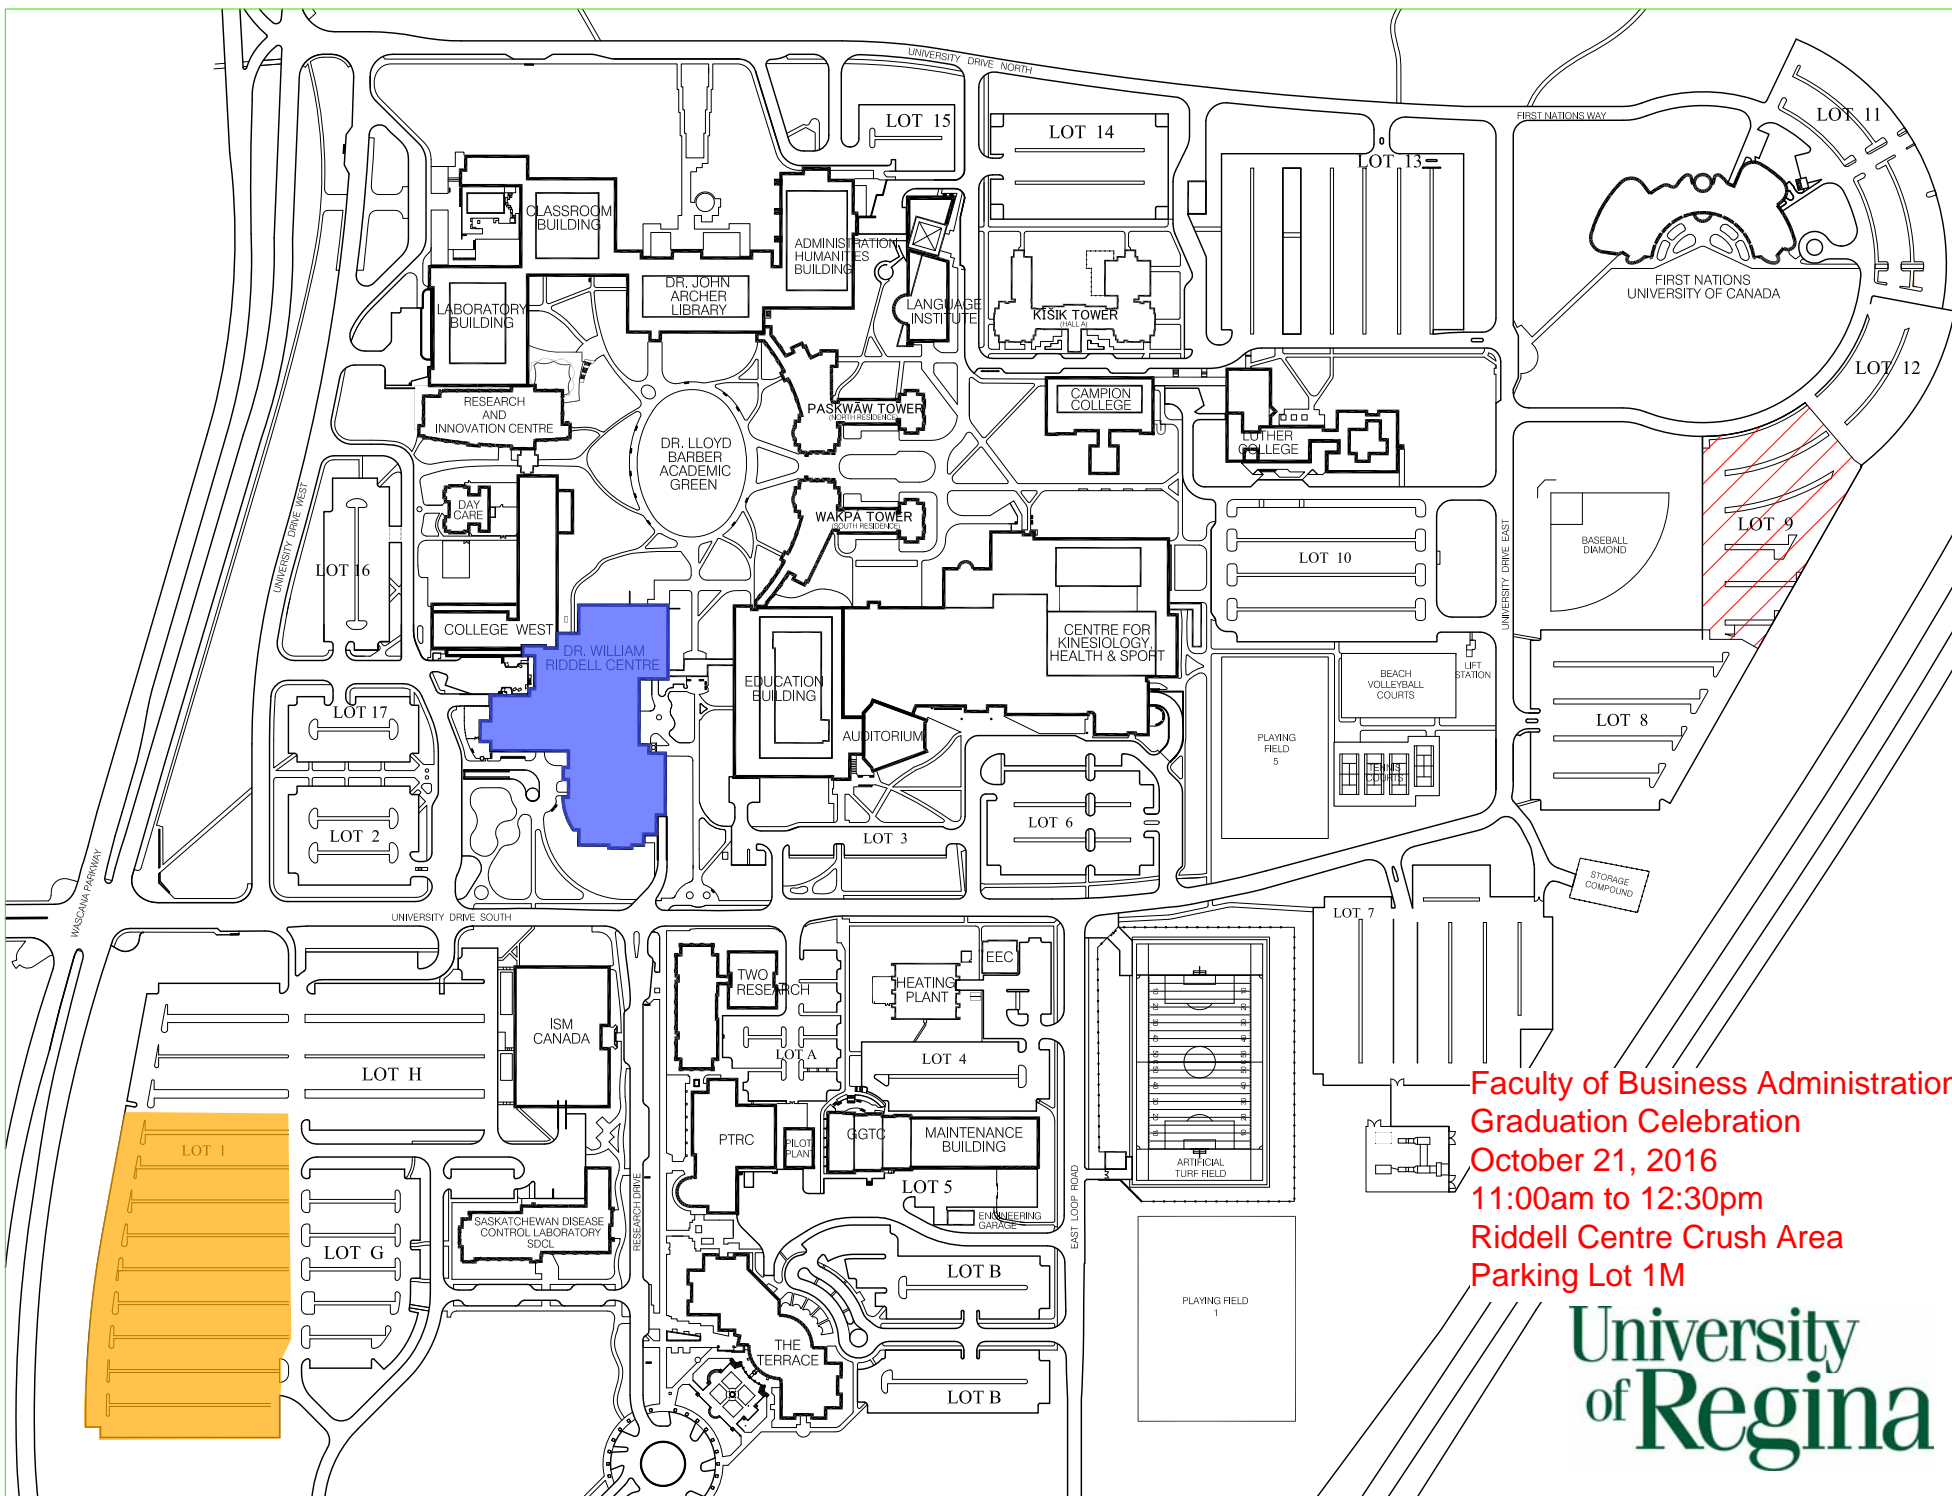 UNIVERSITY DRIVE NORTH
FIRST NATIONS WAY
LOT 11
LOT 15
LOT 14
LOT 13
CLASSROOM
BUILDING
ADMINISTRATION
HUMANITIES
BUILDING
DR. JOHN
ARCHER
LIBRARY
LABORATORY
BUILDING
LANGUAGE
INSTITUTE
KĪŠIK TOWER
(HALL A)
FIRST NATIONS
UNIVERSITY OF CANADA
LOT 12
RESEARCH
AND
INNOVATION CENTRE
PASKWĀW TOWER
(NORTH RESIDENCE)
CAMPION
COLLEGE
LUTHER
COLLEGE
DR. LLOYD
BARBER
ACADEMIC
GREEN
UNIVERSITY DRIVE WEST
DAY
CARE
WAKPÁ TOWER
(SOUTH RESIDENCE)
LOT 16
LOT 10
UNIVERSITY DRIVE EAST
BASEBALL
DIAMOND
LOT 9
COLLEGE WEST
DR. WILLIAM
RIDDELL CENTRE
EDUCATION
BUILDING
CENTRE FOR
KINESIOLOGY,
HEALTH & SPORT
BEACH
VOLLEYBALL
COURTS
LIFT
STATION
LOT 17
AUDITORIUM
PLAYING
FIELD
5
TENNIS
COURTS
LOT 8
LOT 2
LOT 3
LOT 6
WASCANA PARKWAY
STORAGE
COMPOUND
UNIVERSITY DRIVE SOUTH
LOT 7
TWO
RESEARCH
HEATING
PLANT
EEC
ISM
CANADA
LOT H
LOT A
LOT 4
LOT 1
PTRC
PILOT
PLANT
GGTC
MAINTENANCE
BUILDING
ARTIFICIAL
TURF FIELD
LOT 5
ENGINEERING
GARAGE
EAST LOOP ROAD
RESEARCH DRIVE
SASKATCHEWAN DISEASE
CONTROL LABORATORY
SDCL
LOT G
LOT B
THE
TERRACE
LOT B
PLAYING FIELD
1
Faculty of Business Administration
Graduation Celebration
October 21, 2016
11:00am to 12:30pm
Riddell Centre Crush Area
Parking Lot 1M
University
of Regina